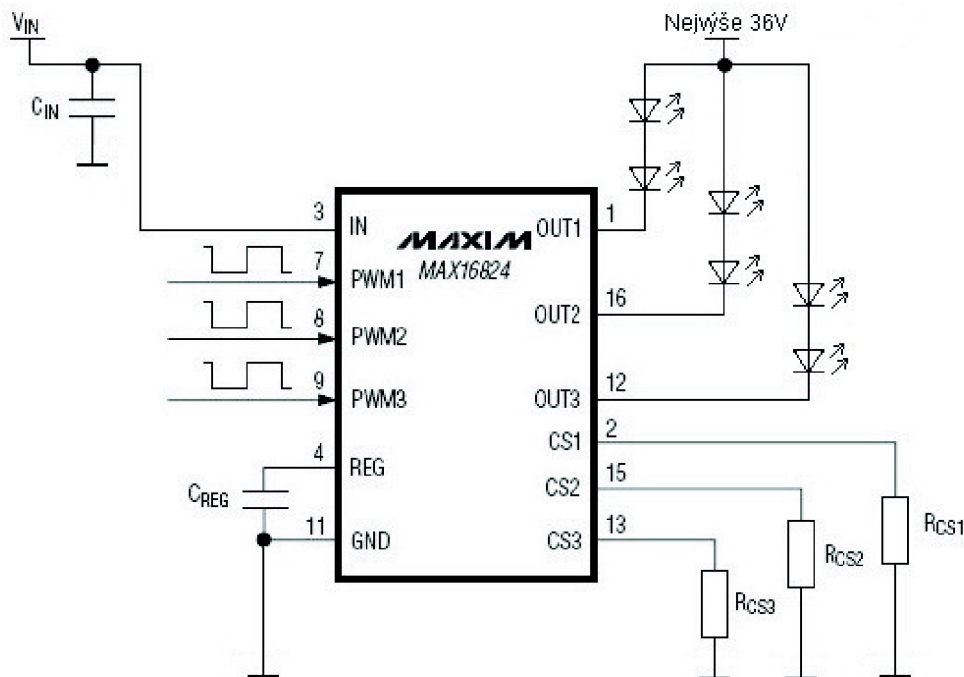 VIN
Nejvýše 36V
CIN
3
IN
OUT1
1
MAXIM
MAX16824
7
PWM1
16
OUT2
8
PWM2
9
PWM3
12
OUT3
CS1
2
4
REG
CREG
CS2
15
11
GND
CS3
13
RCS1
RCS2
RCS3